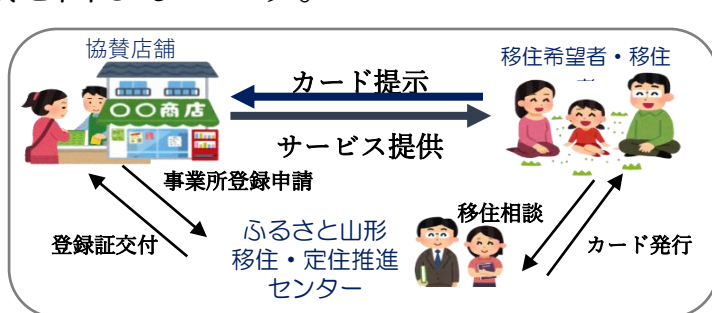 協賛店舗
移住希望者・移住
カード提示
〇〇商店
サービス提供
事業所登録申請
登録証交付
ふるさと山形
移住・定住推進
センター
移住相談
カード発行